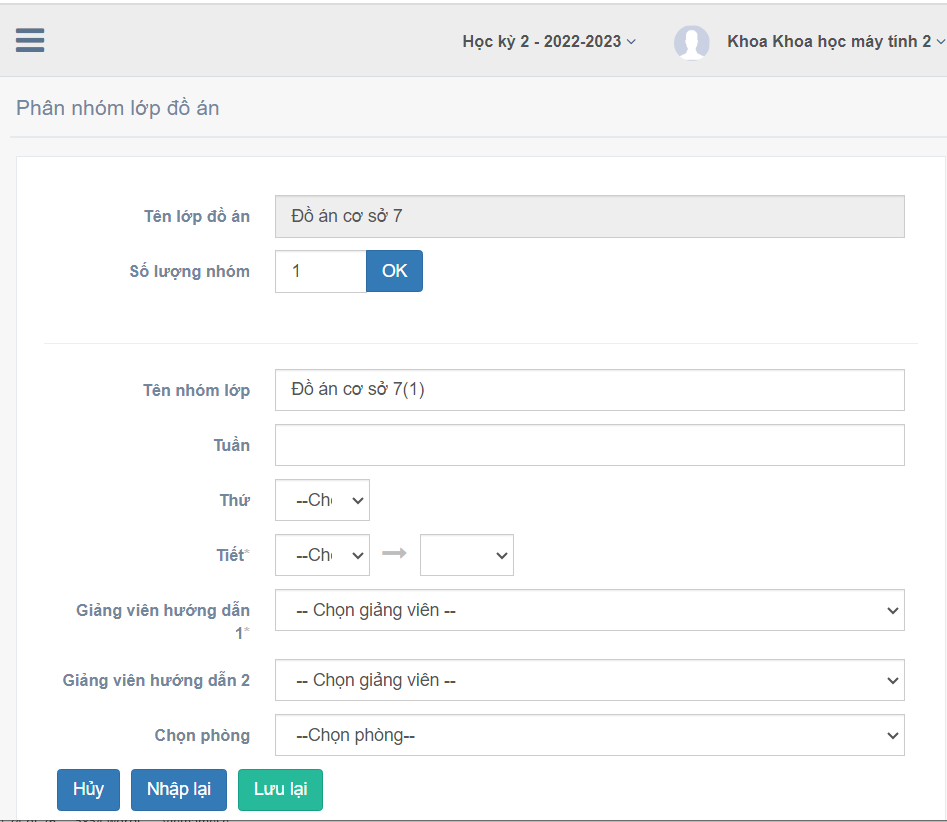 Học kỳ 2 - 2022-2023 Khoa Khoa học máy tính 2
Phân nhóm lớp đồ án
Tên lớp đồ án Đồ án cơ sở 7
Số lượng nhóm 1 OK
Tên nhóm lớp Đồ án cơ sở 7(1)
Tuần
Thứ --Chọ
Tiết* --Chọ
Giảng viên hướng dẫn -- Chọn giảng viên --
1*
Giảng viên hướng dẫn 2 -- Chọn giảng viên --
Chọn phòng --Chọn phòng--
Hủy Nhập lại Lưu lại